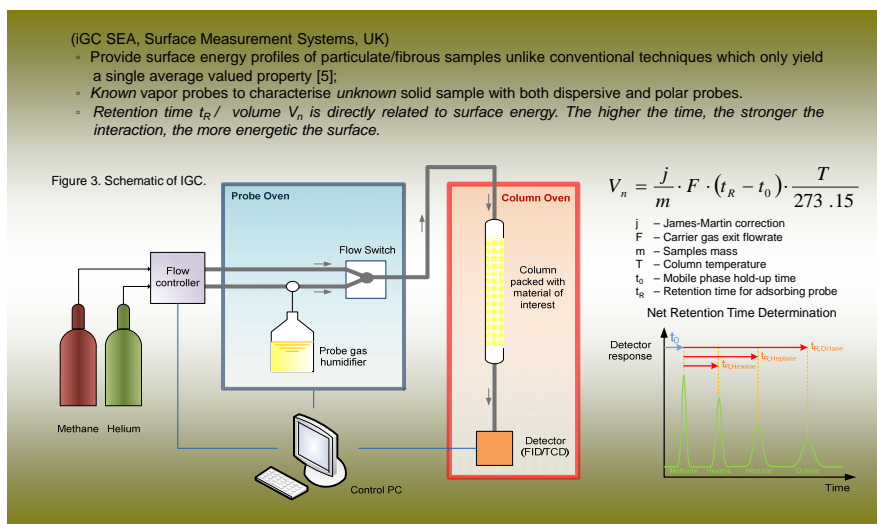 (iGC SEA, Surface Measurement Systems, UK)
◦ Provide surface energy profiles of particulate/fibrous samples unlike conventional techniques which only yield
a single average valued property [5];
◦ Known vapor probes to characterise unknown solid sample with both dispersive and polar probes.
◦ Retention time tR / volume Vn is directly related to surface energy. The higher the time, the stronger the
interaction, the more energetic the surface.
Figure 3. Schematic of IGC.
Probe Oven
Column Oven
Flow Switch
Flow
controller
Column
packed with
material of
interest
Probe gas
humidifier
Methane Helium
Detector
(FID/TCD)
Control PC
Vn = j/m · F · (tR − t0) · T/273 .15
j – James-Martin correction
F – Carrier gas exit flowrate
m – Samples mass
T – Column temperature
t0 – Mobile phase hold-up time
tR – Retention time for adsorbing probe
Net Retention Time Determination
Detector
response
t0
tR,Octane
tR,Heptane
tR,Hexane
Methane Hexane Heptane Octane
Time